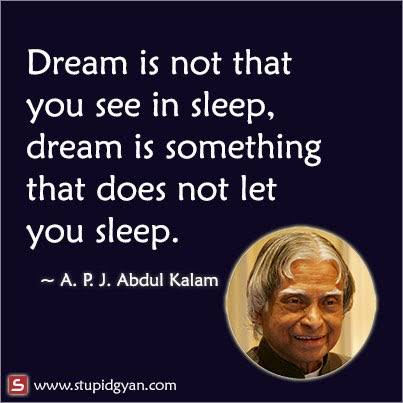 Dream is not that
you see in sleep,
dream is something
that does not let
you sleep.
~ A. P. J. Abdul Kalam
S www.stupidgyan.com